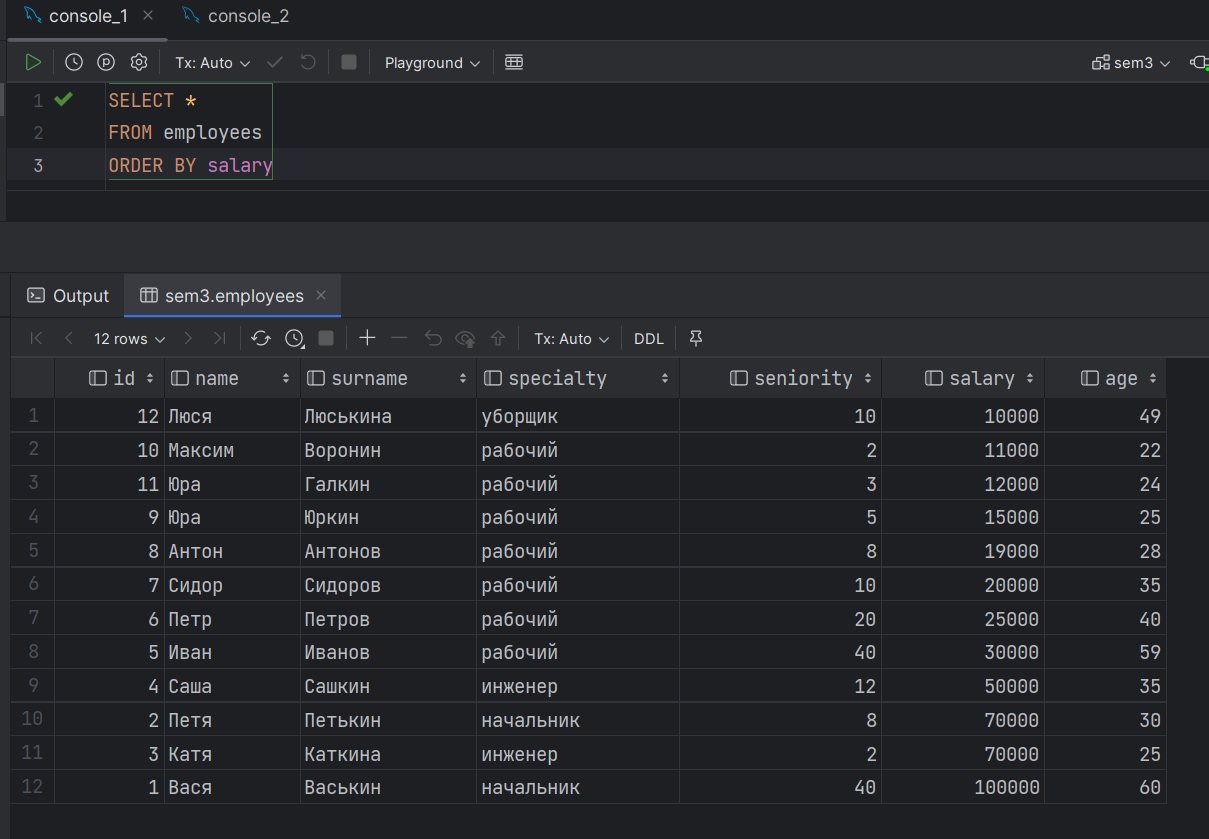 console_1 console_2
Tx: Auto Playground sem3
1 SELECT *
2 FROM employees
3 ORDER BY salary
Output sem3.employees
12 rows Tx: Auto DDL
id name surname specialty seniority salary age
1 12 Люся Люськина уборщик 10 10000 49
2 10 Максим Воронин рабочий 2 11000 22
3 11 Юра Галкин рабочий 3 12000 24
4 9 Юра Юркин рабочий 5 15000 25
5 8 Антон Антонов рабочий 8 19000 28
6 7 Сидор Сидоров рабочий 10 20000 35
7 6 Петр Петров рабочий 20 25000 40
8 5 Иван Иванов рабочий 40 30000 59
9 4 Саша Сашкин инженер 12 50000 35
10 2 Петя Петькин начальник 8 70000 30
11 3 Катя Каткина инженер 2 70000 25
12 1 Вася Васькин начальник 40 100000 60